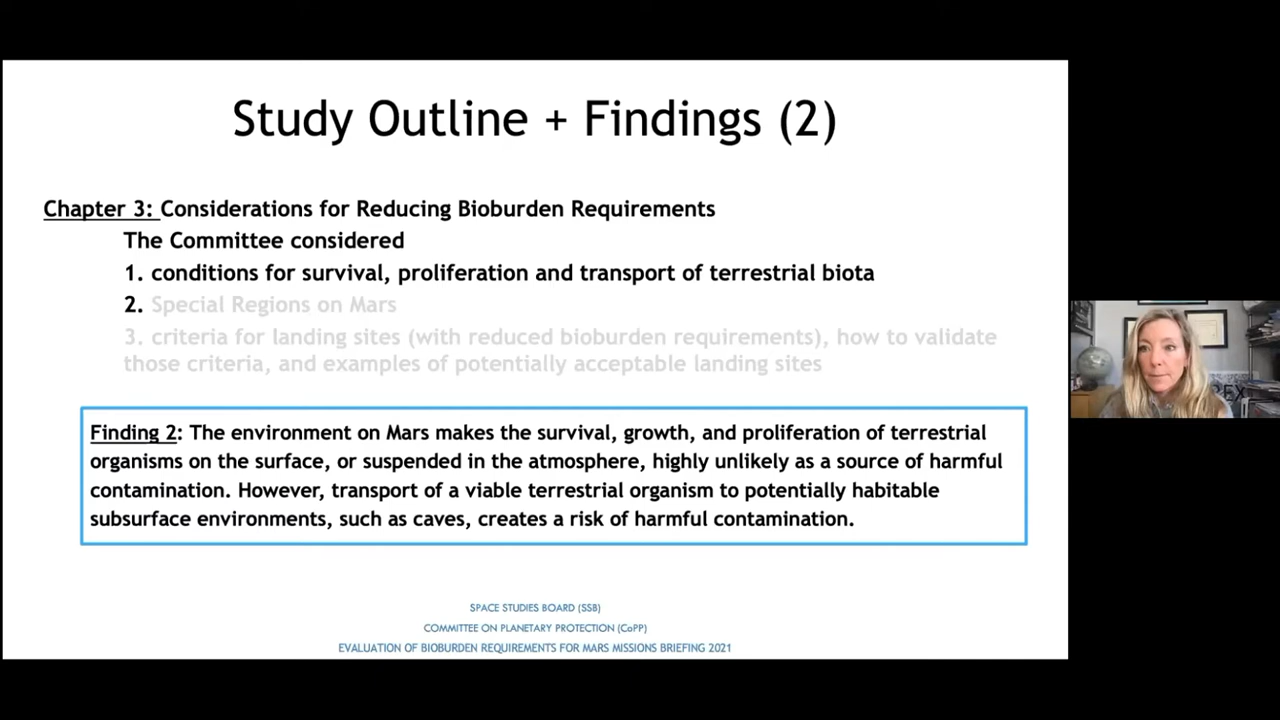 Study Outline + Findings (2)
Chapter 3: Considerations for Reducing Bioburden Requirements
The Committee considered
1. conditions for survival, proliferation and transport of terrestrial biota
2. Special Regions on Mars
3. criteria for landing sites (with reduced bioburden requirements), how to validate
those criteria, and examples of potentially acceptable landing sites
Finding 2: The environment on Mars makes the survival, growth, and proliferation of terrestrial
organisms on the surface, or suspended in the atmosphere, highly unlikely as a source of harmful
contamination. However, transport of a viable terrestrial organism to potentially habitable
subsurface environments, such as caves, creates a risk of harmful contamination.
SPACE STUDIES BOARD (SSB)
COMMITTEE ON PLANETARY PROTECTION (CoPP)
EVALUATION OF BIOBURDEN REQUIREMENTS FOR MARS MISSIONS BRIEFING 2021